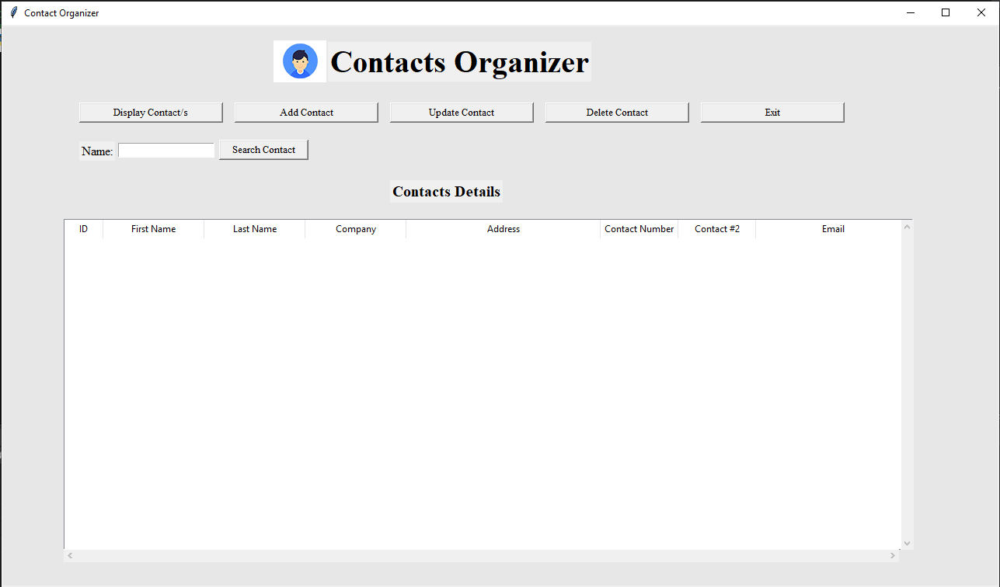 Contact Organizer
Contacts Organizer
Display Contact/s Add Contact Update Contact Delete Contact Exit
Name: Search Contact
Contacts Details
ID First Name Last Name Company Address Contact Number Contact #2 Email